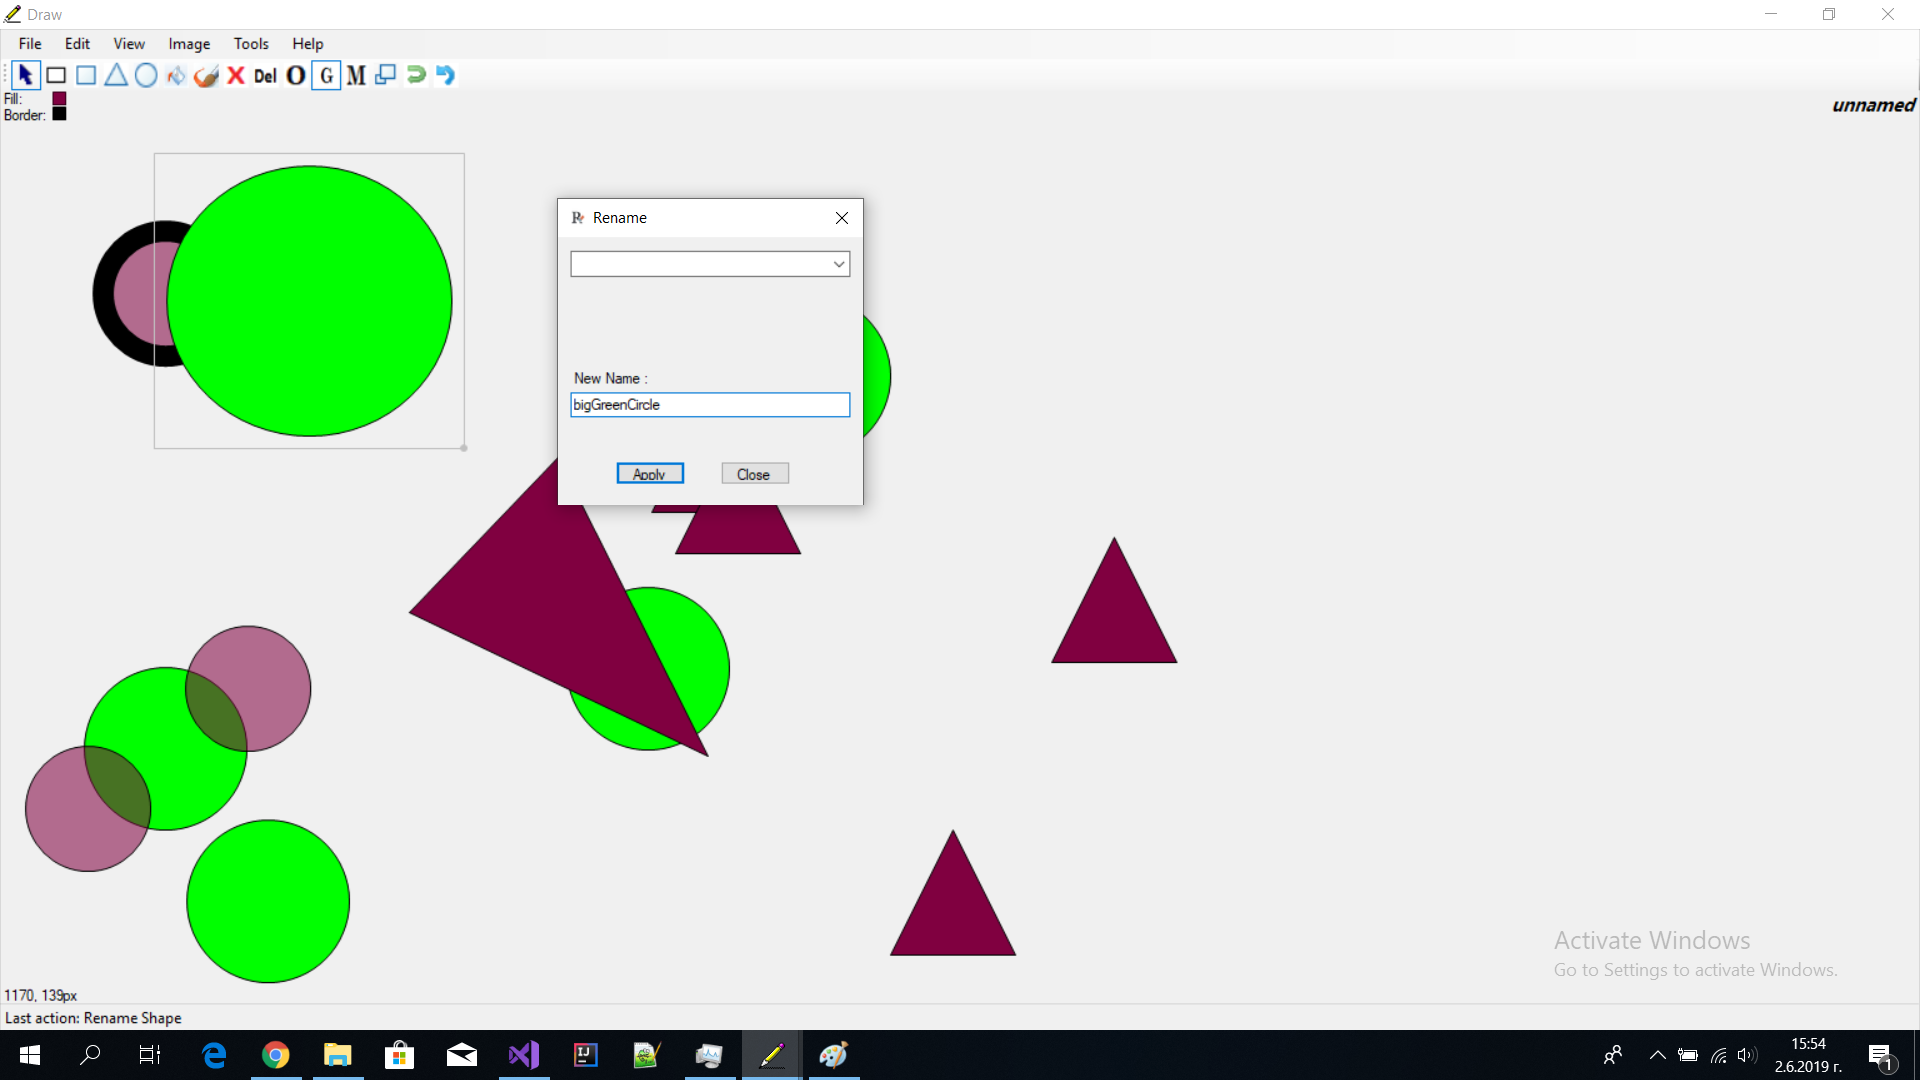 Draw
File Edit View Image Tools Help
Del O G M
Fill:
Border:
unnamed
Rename
New Name :
bigGreenCircle
Apply Close
Activate Windows
Go to Settings to activate Windows.
1170, 139px
Last action: Rename Shape
15:54
2.6.2019 г.
1